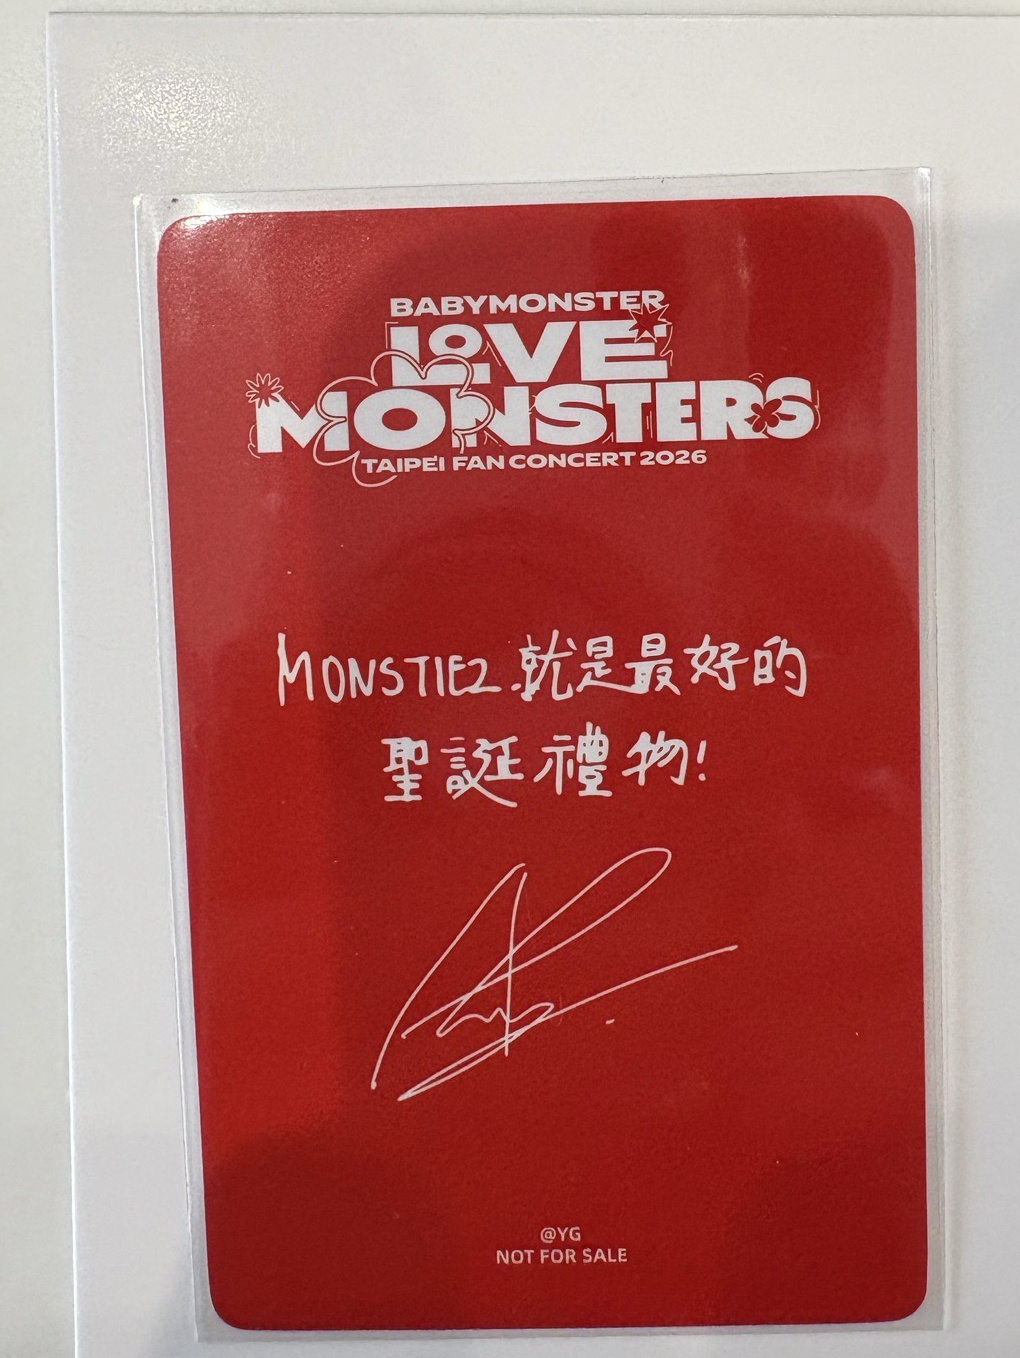 BABYMONSTER
LOVE
MONSTERS
TAIPEI FAN CONCERT 2026
MONSTIEZ 就是最好的
聖誕禮物!
@YG
NOT FOR SALE